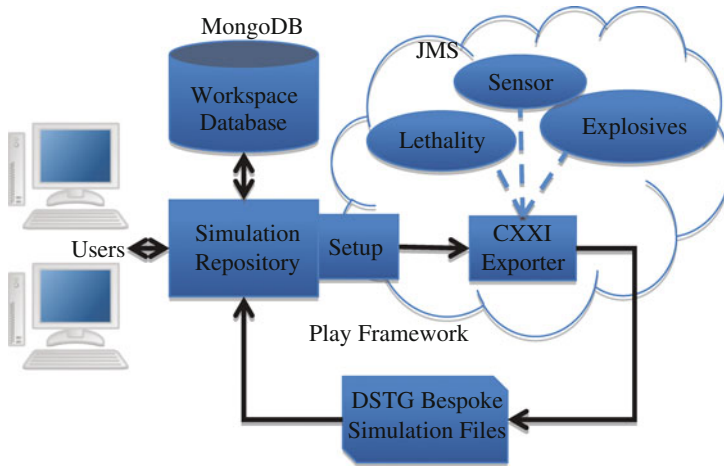 MongoDB
JMS
Workspace
Database
Sensor
Lethality
Explosives
Users
Simulation
Repository
Setup
CXXI
Exporter
Play Framework
DSTG Bespoke
Simulation Files